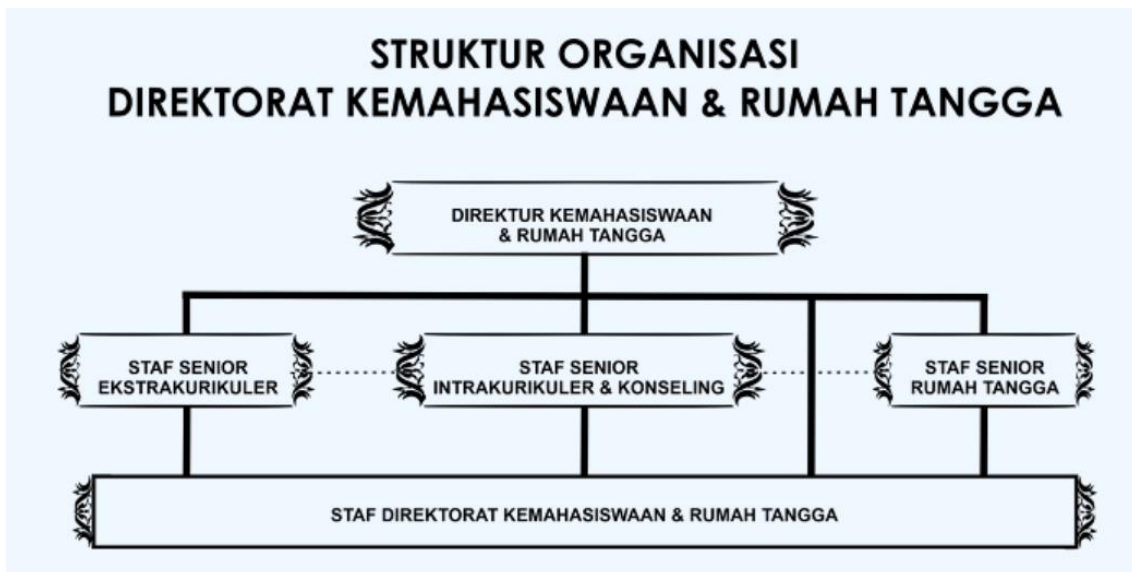 STRUKTUR ORGANISASI
DIREKTORAT KEMAHASISWAAN & RUMAH TANGGA
DIREKTUR KEMAHASISWAAN
& RUMAH TANGGA
STAF SENIOR
EKSTRAKURIKULER
STAF SENIOR
INTRAKURIKULER & KONSELING
STAF SENIOR
RUMAH TANGGA
STAF DIREKTORAT KEMAHASISWAAN & RUMAH TANGGA